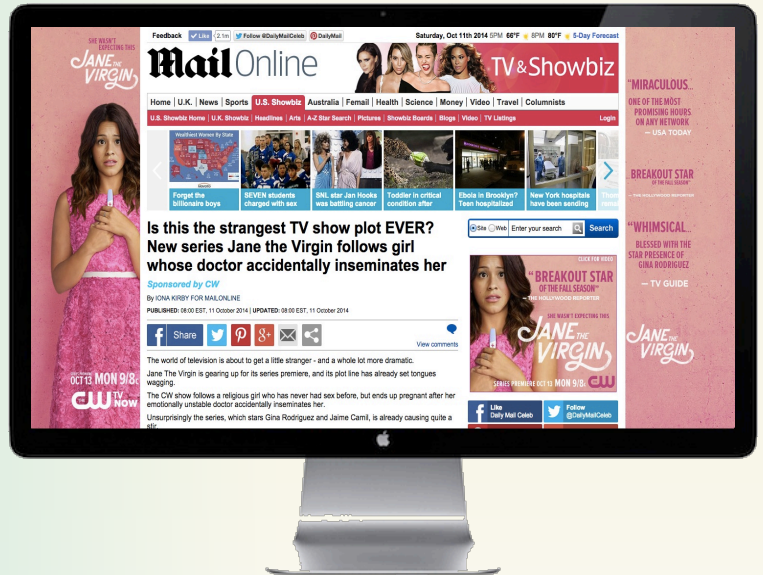 SHE WASN'T
EXPECTING THIS
JANE THE
VIRGIN
OCT 13 MON 9/8c
THE CW TV NOW
Feedback Like 2.1m Follow @DailyMailCeleb DailyMail
Saturday, Oct 11th 2014 5PM 66°F 8PM 80°F 5-Day Forecast
Mail Online
TV&Showbiz
Home U.K. News Sports U.S. Showbiz Australia Femail Health Science Money Video Travel Columnists
U.S. Showbiz Home U.K. Showbiz Headlines Arts A-Z Star Search Pictures Showbiz Boards Blogs Video TV Listings Login
Wealthiest Women By State
Forget the
billionaire boys
SEVEN students
charged with sex
SNL star Jan Hooks
was battling cancer
Toddler in critical
condition after
Ebola in Brooklyn?
Teen hospitalized
New York hospitals
have been sending
Is this the strangest TV show plot EVER?
New series Jane the Virgin follows girl
whose doctor accidentally inseminates her
Sponsored by CW
By IONA KIRBY FOR MAILONLINE
PUBLISHED: 08:00 EST, 11 October 2014 | UPDATED: 08:00 EST, 11 October 2014
Share
View comments
The world of television is about to get a little stranger - and a whole lot more dramatic.
Jane The Virgin is gearing up for its series premiere, and its plot line has already set tongues
wagging.
The CW show follows a religious girl who has never had sex before, but ends up pregnant after her
emotionally unstable doctor accidentally inseminates her.
Unsurprisingly the series, which stars Gina Rodriguez and Jaime Camil, is already causing quite a
stir.
Site Web Enter your search Search
CLICK FOR VIDEO
"BREAKOUT STAR
OF THE FALL SEASON"
— THE HOLLYWOOD REPORTER
SHE WASN'T EXPECTING THIS
JANE THE
VIRGIN
SERIES PREMIERE OCT 13 MON 9/8c THE CW
Like
Daily Mail Celeb
Follow
@DailyMailCeleb
"MIRACULOUS...
ONE OF THE MOST
PROMISING HOURS
ON ANY NETWORK
— USA TODAY
BREAKOUT STAR
OF THE FALL SEASON"
— THE HOLLYWOOD REPORTER
"WHIMSICAL...
BLESSED WITH THE
STAR PRESENCE OF
GINA RODRIGUEZ
— TV GUIDE
JANE THE
VIRGIN